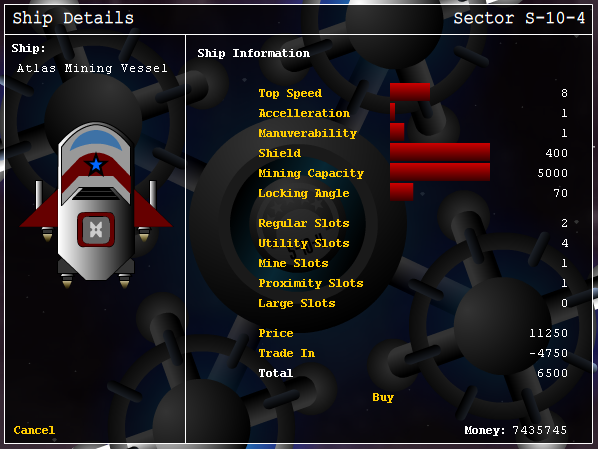 Ship Details Sector S-10-4
Ship: Ship Information
Atlas Mining Vessel
Top Speed 8
Accelleration 1
Manuverability 1
Shield 400
Mining Capacity 5000
Locking Angle 70
Regular Slots 2
Utility Slots 4
Mine Slots 1
Proximity Slots 1
Large Slots 0
Price 11250
Trade In -4750
Total 6500
Buy
Cancel Money: 7435745